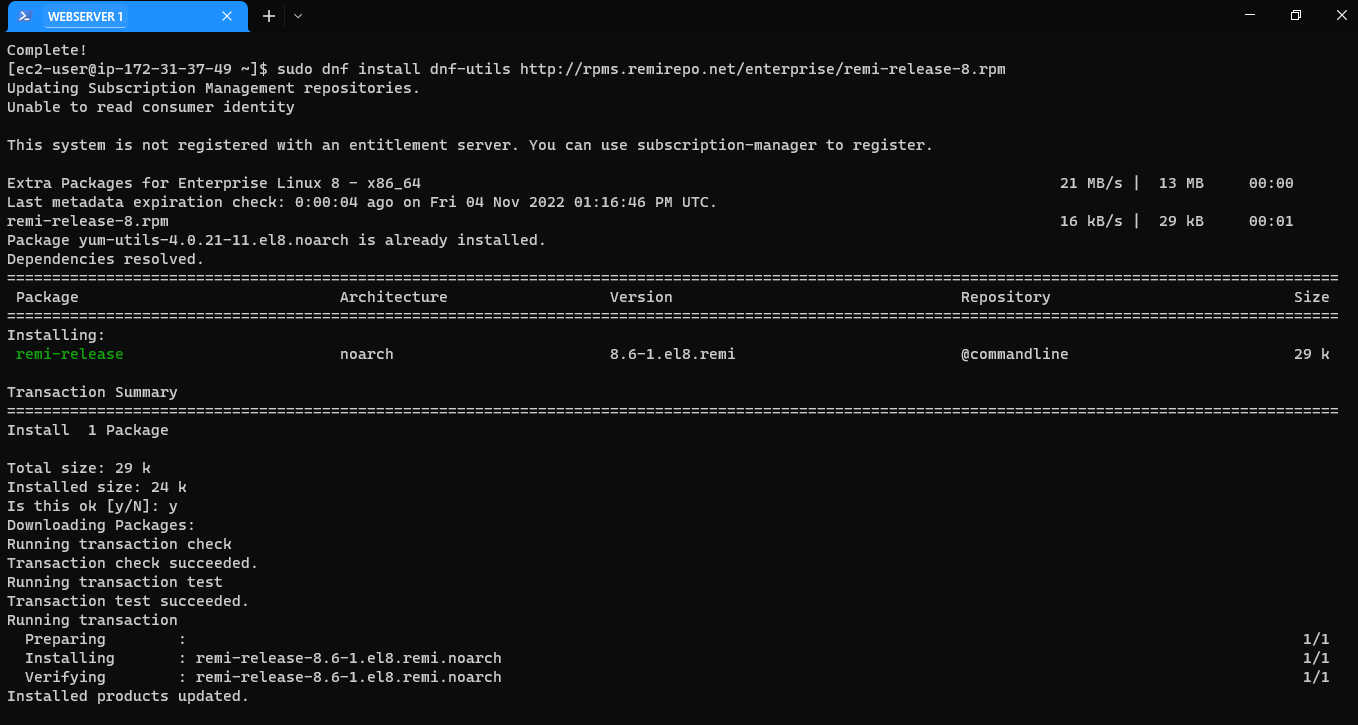 WEBSERVER 1
Complete!
[ec2-user@ip-172-31-37-49 ~]$ sudo dnf install dnf-utils http://rpms.remirepo.net/enterprise/remi-release-8.rpm
Updating Subscription Management repositories.
Unable to read consumer identity
This system is not registered with an entitlement server. You can use subscription-manager to register.
Extra Packages for Enterprise Linux 8 - x86_64 21 MB/s | 13 MB 00:00
Last metadata expiration check: 0:00:04 ago on Fri 04 Nov 2022 01:16:46 PM UTC.
remi-release-8.rpm 16 kB/s | 29 kB 00:01
Package yum-utils-4.0.21-11.el8.noarch is already installed.
Dependencies resolved.
====================================================================================================================================================
Package Architecture Version Repository Size
====================================================================================================================================================
Installing:
remi-release noarch 8.6-1.el8.remi @commandline 29 k
Transaction Summary
====================================================================================================================================================
Install 1 Package
Total size: 29 k
Installed size: 24 k
Is this ok [y/N]: y
Downloading Packages:
Running transaction check
Transaction check succeeded.
Running transaction test
Transaction test succeeded.
Running transaction
Preparing : 1/1
Installing : remi-release-8.6-1.el8.remi.noarch 1/1
Verifying : remi-release-8.6-1.el8.remi.noarch 1/1
Installed products updated.